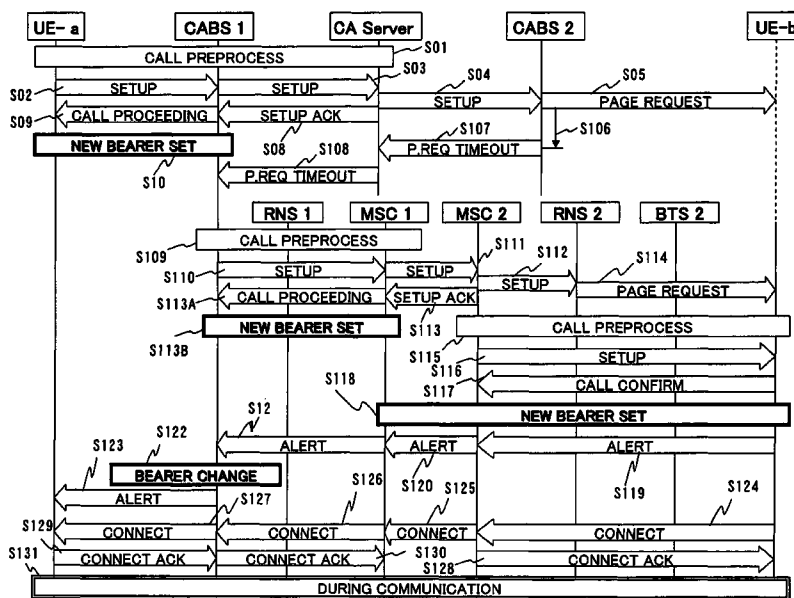 UE- a CABS 1 CA Server CABS 2 UE-b
CALL PREPROCESS S01
S02 SETUP SETUP S03 S04 SETUP S05 PAGE REQUEST
S09 CALL PROCEEDING SETUP ACK S08 S107 P.REQ TIMEOUT S106
NEW BEARER SET S10 S108 P.REQ TIMEOUT
RNS 1 MSC 1 MSC 2 RNS 2 BTS 2
S109 CALL PREPROCESS
S110 SETUP SETUP S111 S112 SETUP S114 PAGE REQUEST
S113A CALL PROCEEDING SETUP ACK S113
S113B NEW BEARER SET CALL PREPROCESS
S115 SETUP
S116
S117 CALL CONFIRM
S118 NEW BEARER SET
S12 ALERT ALERT S120 ALERT S119
S122 BEARER CHANGE
S123 ALERT
S127 CONNECT S126 CONNECT S125 CONNECT S124 CONNECT
S129 CONNECT ACK CONNECT ACK S130 S128 CONNECT ACK
S131 DURING COMMUNICATION